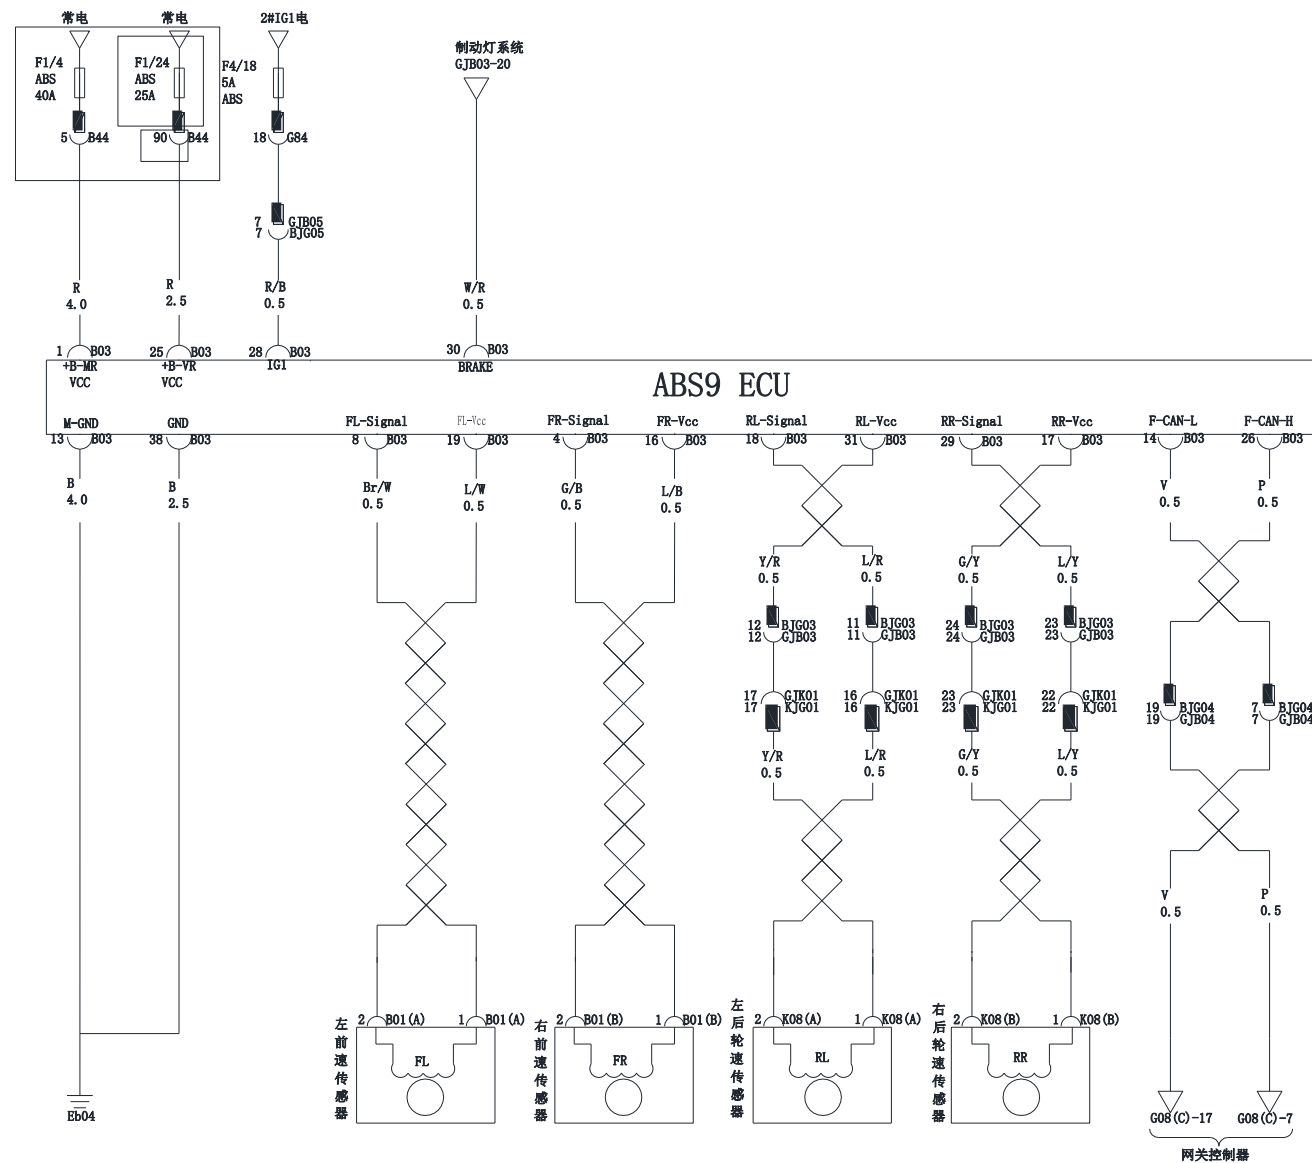 常电
常电
2#IG1电
制动灯系统
GJB03-20
F1/4
ABS
40A
F1/24
ABS
25A
F4/18
5A
ABS
5 B44
90 B44
18 G84
7 GJB05
7 BJG05
R
4.0
R
2.5
R/B
0.5
W/R
0.5
1 B03
25 B03
28 B03
30 B03
+B-MR
VCC
+B-VR
VCC
IG1
BRAKE
ABS9 ECU
M-GND
GND
FL-Signal
FL-Vcc
FR-Signal
FR-Vcc
RL-Signal
RL-Vcc
RR-Signal
RR-Vcc
F-CAN-L
F-CAN-H
13 B03
38 B03
8 B03
19 B03
4 B03
16 B03
18 B03
31 B03
29 B03
17 B03
14 B03
26 B03
B
4.0
B
2.5
Br/W
0.5
L/W
0.5
G/B
0.5
L/B
0.5
V
0.5
P
0.5
Y/R
0.5
L/R
0.5
G/Y
0.5
L/Y
0.5
12 BJG03
12 GJB03
11 BJG03
11 GJB03
24 BJG03
24 GJB03
23 BJG03
23 GJB03
17 GJK01
17 KJG01
16 GJK01
16 KJG01
23 GJK01
23 KJG01
22 GJK01
22 KJG01
19 BJG04
19 GJB04
7 BJG04
7 GJB04
Y/R
0.5
L/R
0.5
G/Y
0.5
L/Y
0.5
V
0.5
P
0.5
左前速传感器
2 B01(A)
1 B01(A)
FL
右前速传感器
2 B01(B)
1 B01(B)
FR
左后轮速传感器
2 K08(A)
1 K08(A)
RL
右后轮速传感器
2 K08(B)
1 K08(B)
RR
Eb04
G08(C)-17
G08(C)-7
网关控制器